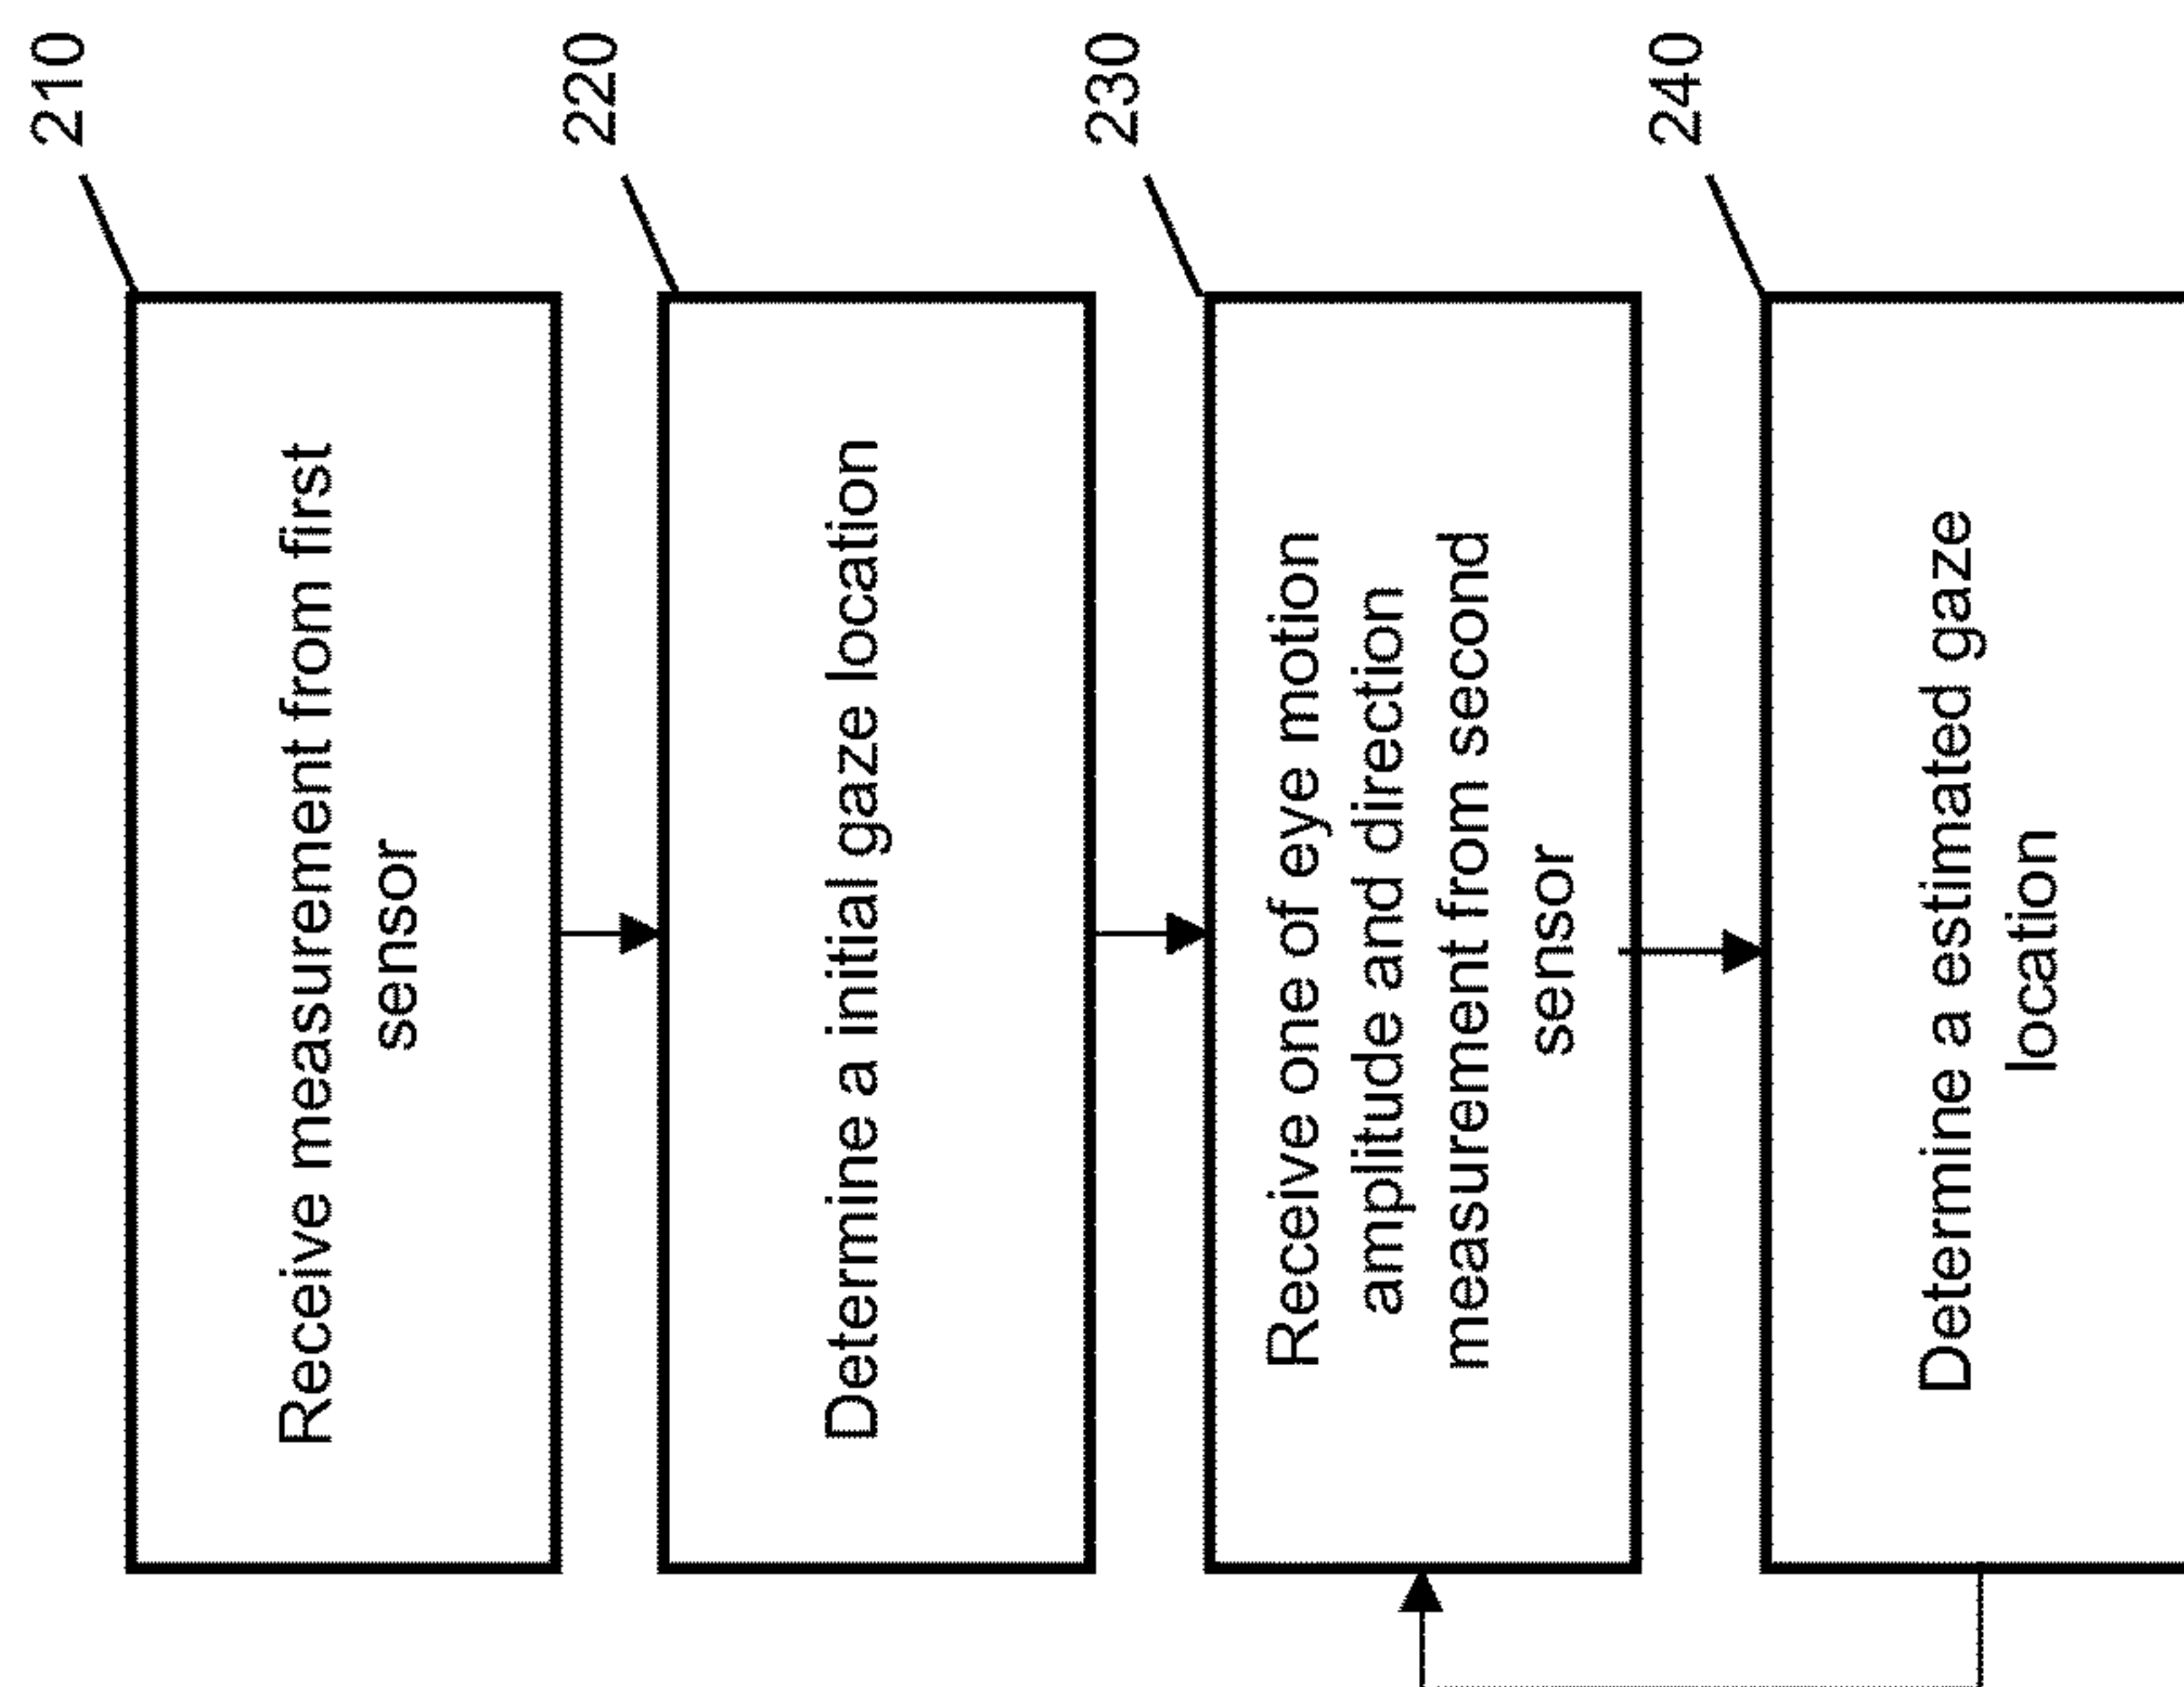 210
Receive measurement from first
sensor
220
Determine a initial gaze location
230
Receive one of eye motion
amplitude and direction
measurement from second
sensor
240
Determine a estimated gaze
location